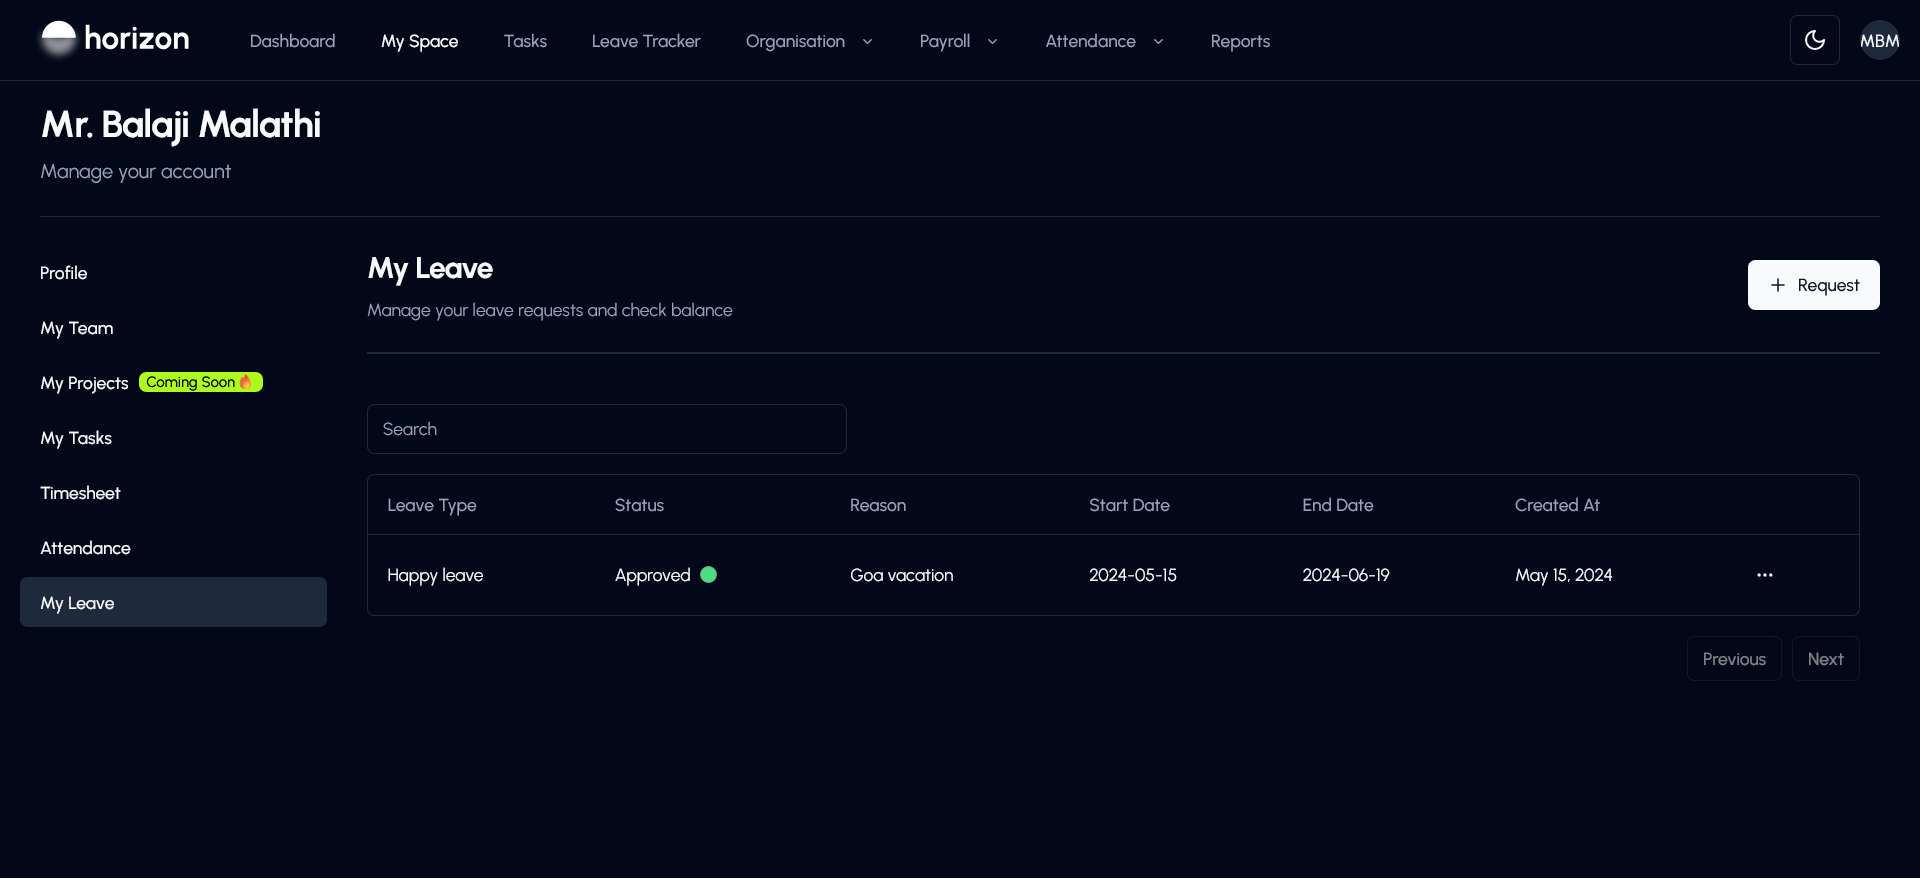 horizon Dashboard My Space Tasks Leave Tracker Organisation Payroll Attendance Reports MBM
Mr. Balaji Malathi
Manage your account
Profile
My Team
My Projects Coming Soon🔥
My Tasks
Timesheet
Attendance
My Leave
My Leave
Manage your leave requests and check balance
+ Request
Search
Leave Type Status Reason Start Date End Date Created At
Happy leave Approved Goa vacation 2024-05-15 2024-06-19 May 15, 2024 ...
Previous Next